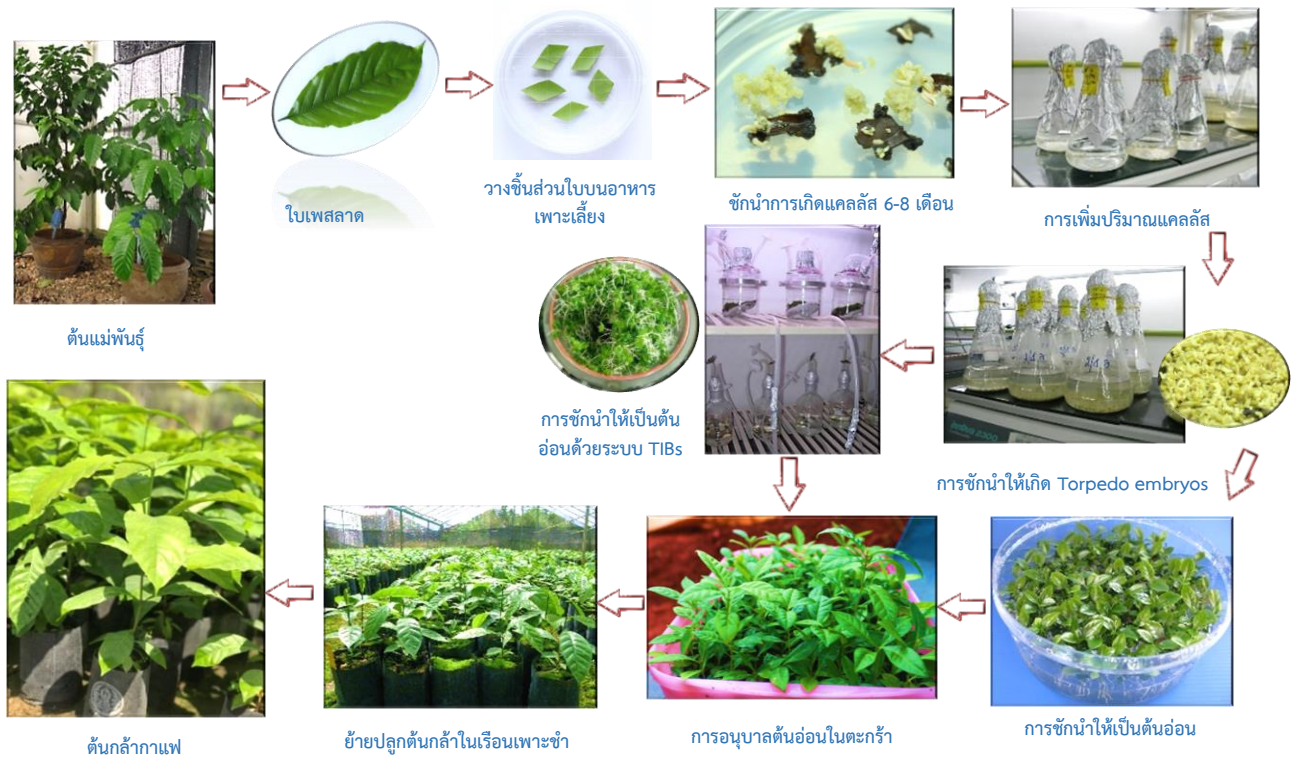 ใบเพสลาด
วางชิ้นส่วนใบบนอาหาร
เพาะเลี้ยง
ชักนำการเกิดแคลลัส 6-8 เดือน
การเพิ่มปริมาณแคลลัส
ต้นแม่พันธุ์
การชักนำให้เป็นต้น
อ่อนด้วยระบบ TIBs
การชักนำให้เกิด Torpedo embryos
ต้นกล้ากาแฟ
ย้ายปลูกต้นกล้าในเรือนเพาะชำ
การอนุบาลต้นอ่อนในตะกร้า
การชักนำให้เป็นต้นอ่อน